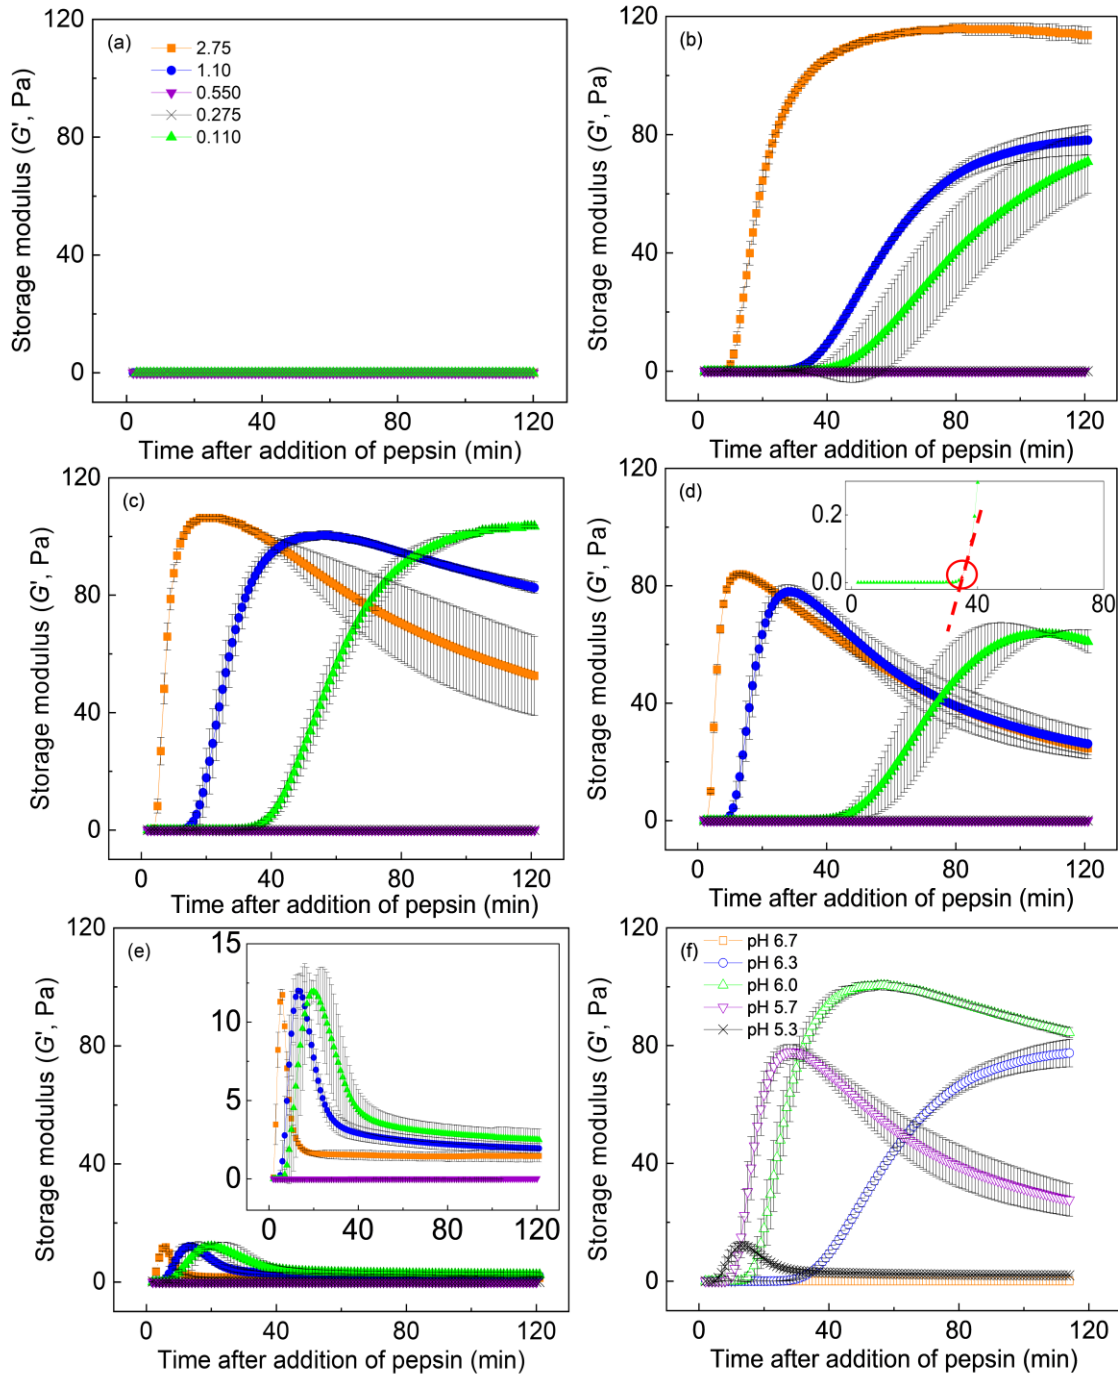 120
80
40
0
Storage modulus (G', Pa)
(a)
2.75
1.10
0.550
0.275
0.110
0 40 80 120
Time after addition of pepsin (min)
120
80
40
0
Storage modulus (G', Pa)
(b)
0 40 80 120
Time after addition of pepsin (min)
120
80
40
0
Storage modulus (G', Pa)
(c)
0 40 80 120
Time after addition of pepsin (min)
120
80
40
0
Storage modulus (G', Pa)
(d)
0.2
0.0
0 40 80
0 40 80 120
Time after addition of pepsin (min)
120
80
40
0
Storage modulus (G', Pa)
(e)
15
10
5
0
0 20 40 60 80 100 120
0 40 80 120
Time after addition of pepsin (min)
120
80
40
0
Storage modulus (G', Pa)
(f)
pH 6.7
pH 6.3
pH 6.0
pH 5.7
pH 5.3
0 40 80 120
Time after addition of pepsin (min)